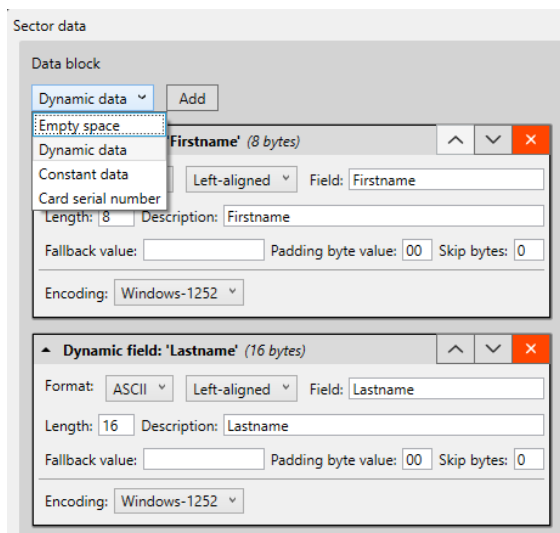 Sector data
Data block
Dynamic data Add
Empty space
Dynamic data
Constant data
Card serial number
'Firstname' (8 bytes)
Left-aligned Field: Firstname
Length: 8 Description: Firstname
Fallback value: Padding byte value: 00 Skip bytes: 0
Encoding: Windows-1252
Dynamic field: 'Lastname' (16 bytes)
Format: ASCII Left-aligned Field: Lastname
Length: 16 Description: Lastname
Fallback value: Padding byte value: 00 Skip bytes: 0
Encoding: Windows-1252